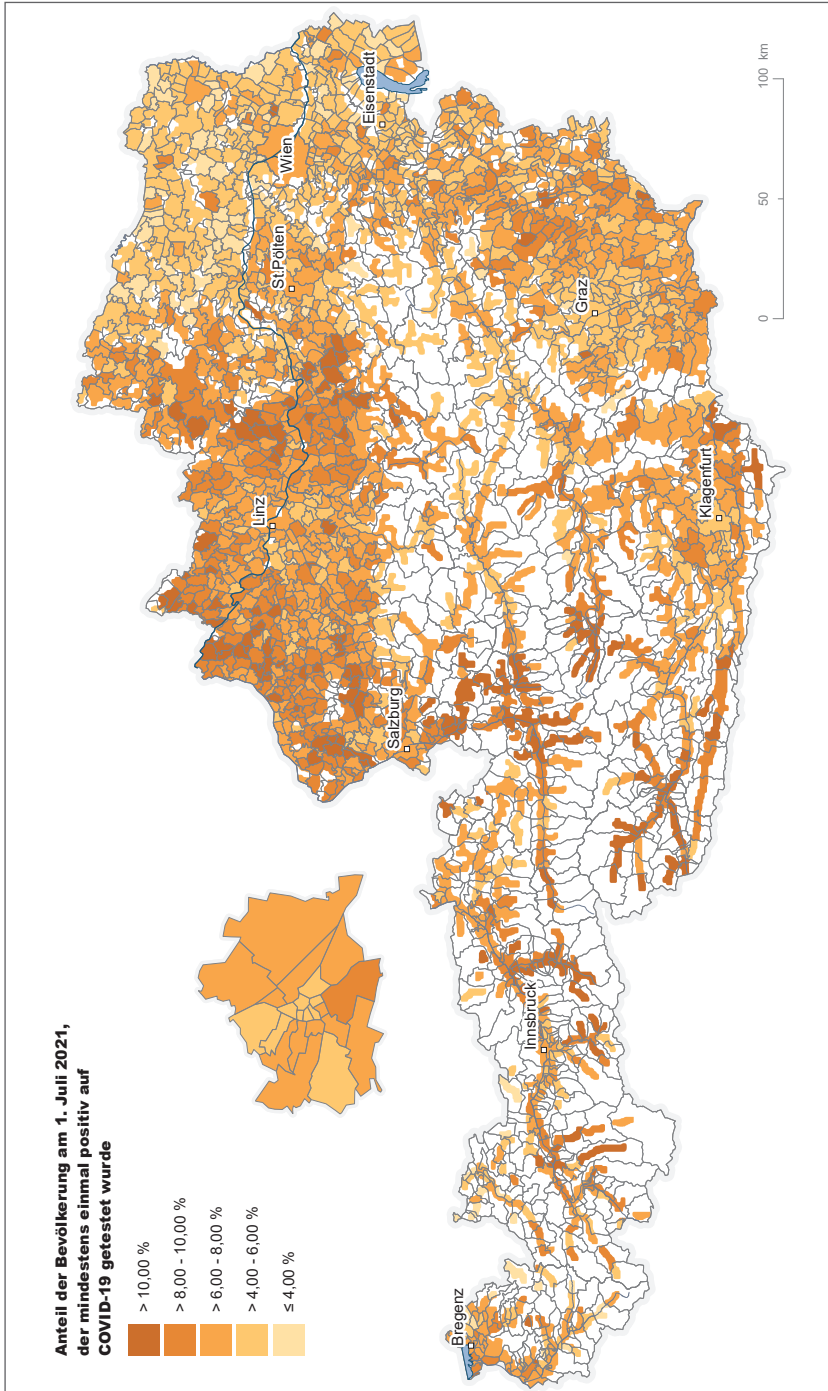 Anteil der Bevölkerung am 1. Juli 2021,
der mindestens einmal positiv auf
COVID-19 getestet wurde
> 10,00 %
> 8,00 - 10,00 %
> 6,00 - 8,00 %
> 4,00 - 6,00 %
≤ 4,00 %
Bregenz
Innsbruck
Salzburg
Linz
St.Pölten
Wien
Eisenstadt
Graz
Klagenfurt
0
50
100 km